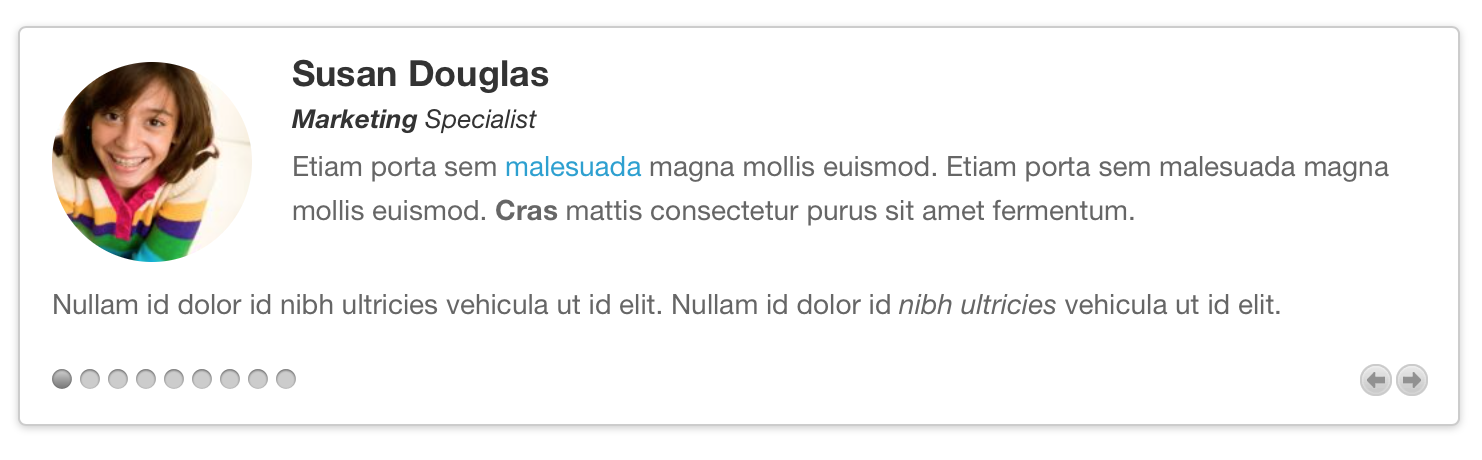 Susan Douglas
Marketing Specialist
Etiam porta sem malesuada magna mollis euismod. Etiam porta sem malesuada magna
mollis euismod. Cras mattis consectetur purus sit amet fermentum.
Nullam id dolor id nibh ultricies vehicula ut id elit. Nullam id dolor id nibh ultricies vehicula ut id elit.